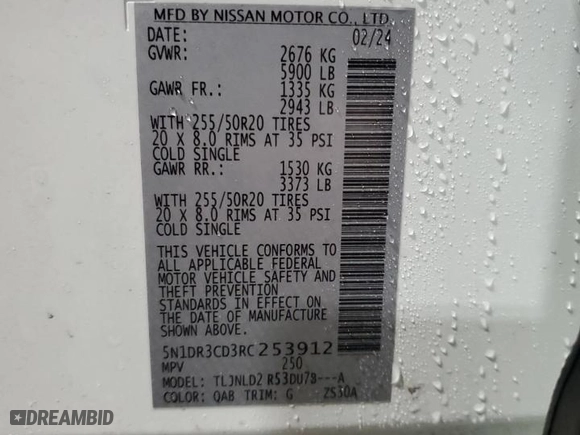 MFD BY NISSAN MOTOR CO., LTD.
DATE: 02/24
GVWR: 2676 KG
5900 LB
GAWR FR.: 1335 KG
2943 LB
WITH 255/50R20 TIRES
20 X 8.0 RIMS AT 35 PSI
COLD SINGLE
GAWR RR.: 1530 KG
3373 LB
WITH 255/50R20 TIRES
20 X 8.0 RIMS AT 35 PSI
COLD SINGLE
THIS VEHICLE CONFORMS TO
ALL APPLICABLE FEDERAL
MOTOR VEHICLE SAFETY AND
THEFT PREVENTION
STANDARDS IN EFFECT ON
THE DATE OF MANUFACTURE
SHOWN ABOVE.
5N1DR3CD3RC253912
MPV 250
MODEL: TLJNLD2 R53DU78---A
COLOR: QAB TRIM: G ZS30A
DREAMBID